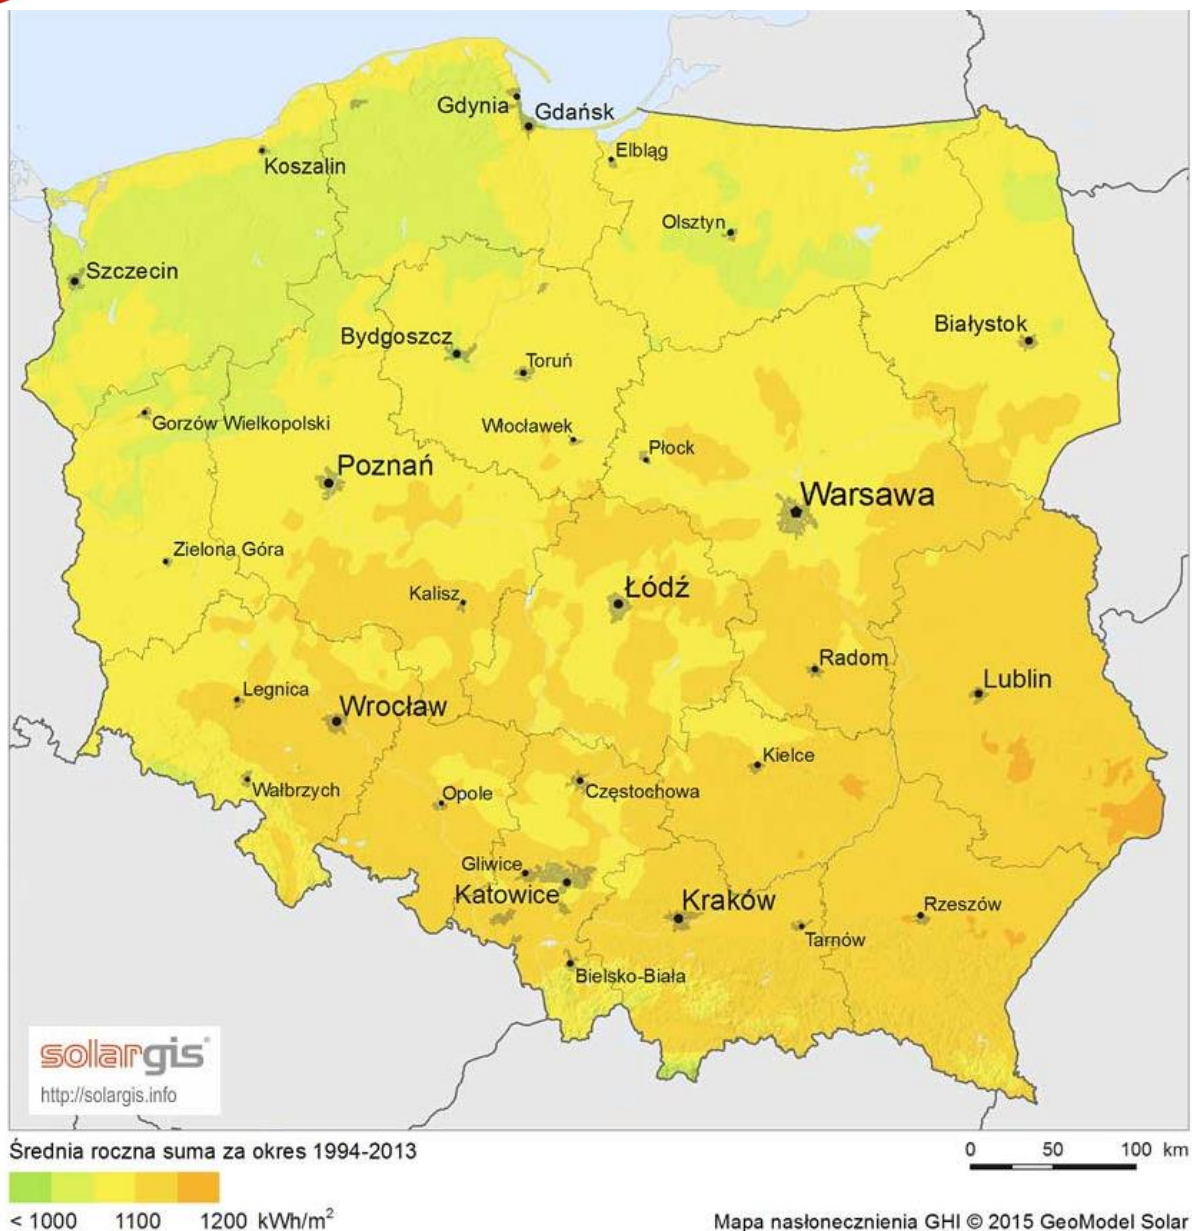 Gdynia
Gdańsk
Koszalin
Elbląg
Olsztyn
Szczecin
Białystok
Bydgoszcz
Toruń
Gorzów Wielkopolski
Włocławek
Płock
Poznań
Warsawa
Zielona Góra
Kalisz
Łódź
Radom
Lublin
Legnica
Wrocław
Kielce
Wałbrzych
Opole
Częstochowa
Gliwice
Katowice
Kraków
Rzeszów
Tarnów
Bielsko-Biała
solargis
http://solargis.info
Średnia roczna suma za okres 1994-2013
0 50 100 km
< 1000 1100 1200 kWh/m²
Mapa nasłonecznienia GHI © 2015 GeoModel Solar